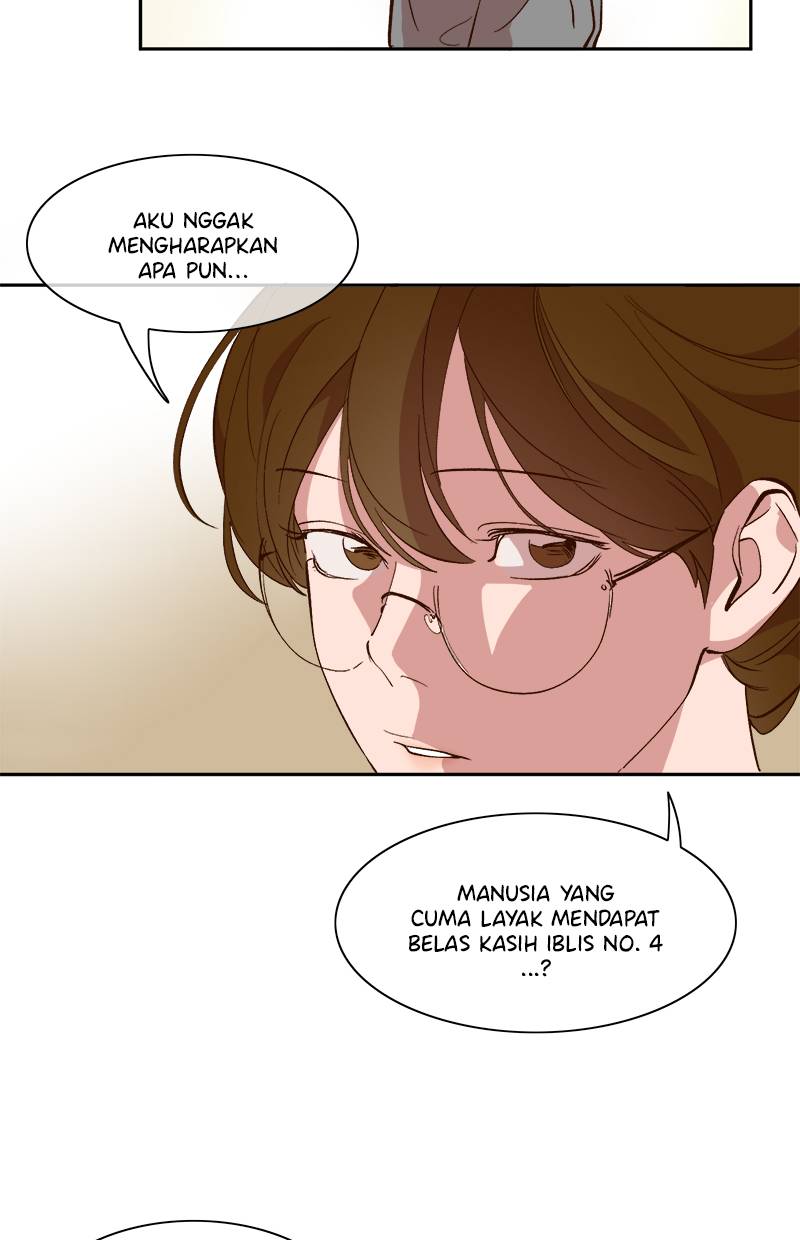 AKU NGGAK
MENGHARAPKAN
APA PUN...
MANUSIA YANG
CUMA LAYAK MENDAPAT
BELAS KASIH IBLIS NO. 4
...?